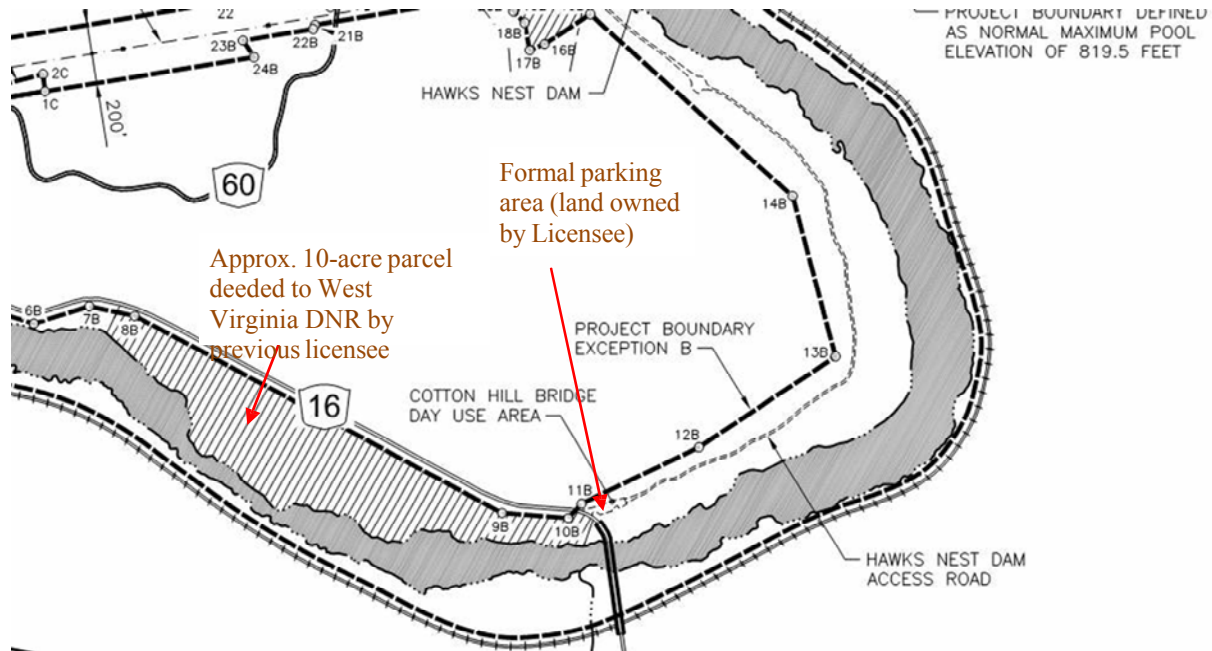 22
23B
22B
21B
24B
2C
1C
200'
60
18B
16B
17B
HAWKS NEST DAM
PROJECT BOUNDARY DEFINED
AS NORMAL MAXIMUM POOL
ELEVATION OF 819.5 FEET
Formal parking
area (land owned
by Licensee)
14B
Approx. 10-acre parcel
deeded to West
Virginia DNR by
previous licensee
6B
7B
8B
16
PROJECT BOUNDARY
EXCEPTION B
13B
COTTON HILL BRIDGE
DAY USE AREA
12B
11B
9B
10B
HAWKS NEST DAM
ACCESS ROAD